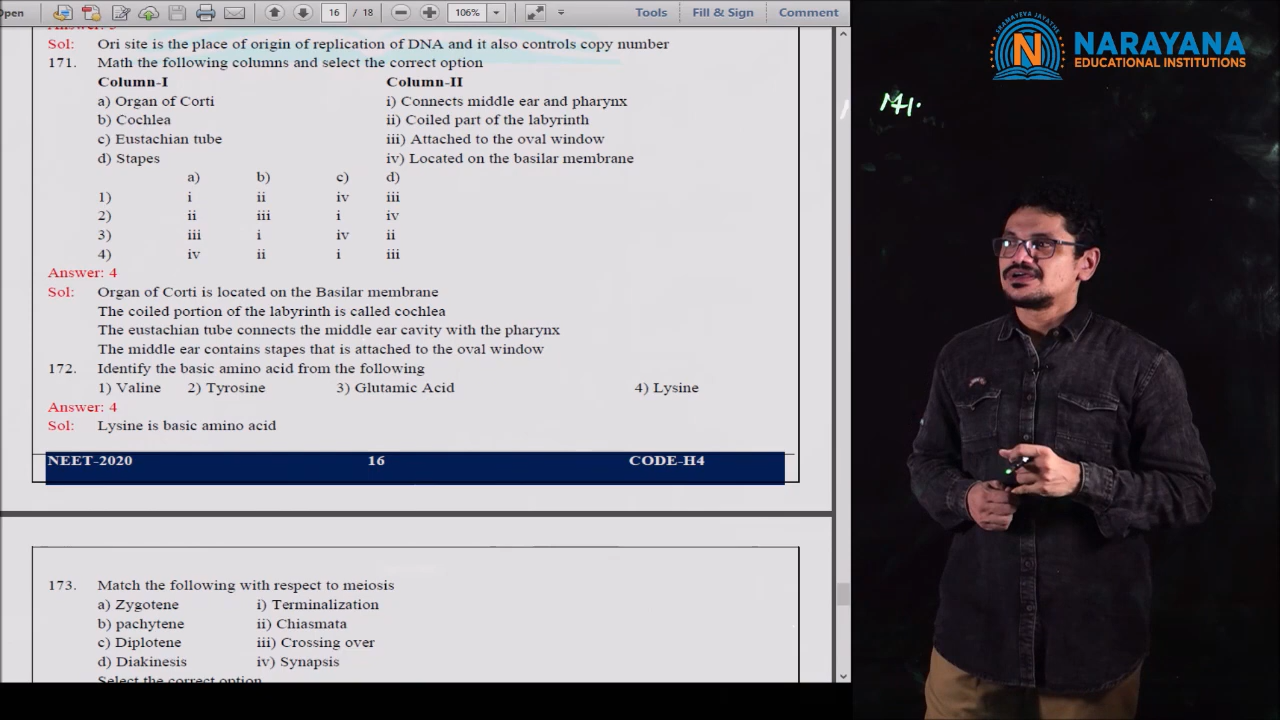 Open
16 / 18
106%
Tools
Fill & Sign
Comment
Sol: Ori site is the place of origin of replication of DNA and it also controls copy number
171. Math the following columns and select the correct option
Column-I Column-II
a) Organ of Corti i) Connects middle ear and pharynx
b) Cochlea ii) Coiled part of the labyrinth
c) Eustachian tube iii) Attached to the oval window
d) Stapes iv) Located on the basilar membrane
a) b) c) d)
1) i ii iv iii
2) ii iii i iv
3) iii i iv ii
4) iv ii i iii
Answer: 4
Sol: Organ of Corti is located on the Basilar membrane
The coiled portion of the labyrinth is called cochlea
The eustachian tube connects the middle ear cavity with the pharynx
The middle ear contains stapes that is attached to the oval window
172. Identify the basic amino acid from the following
1) Valine 2) Tyrosine 3) Glutamic Acid 4) Lysine
Answer: 4
Sol: Lysine is basic amino acid
NEET-2020 16 CODE-H4
173. Match the following with respect to meiosis
a) Zygotene i) Terminalization
b) pachytene ii) Chiasmata
c) Diplotene iii) Crossing over
d) Diakinesis iv) Synapsis
Select the correct option
SRAMAYEVA JAYATHE
N
NARAYANA
EDUCATIONAL INSTITUTIONS